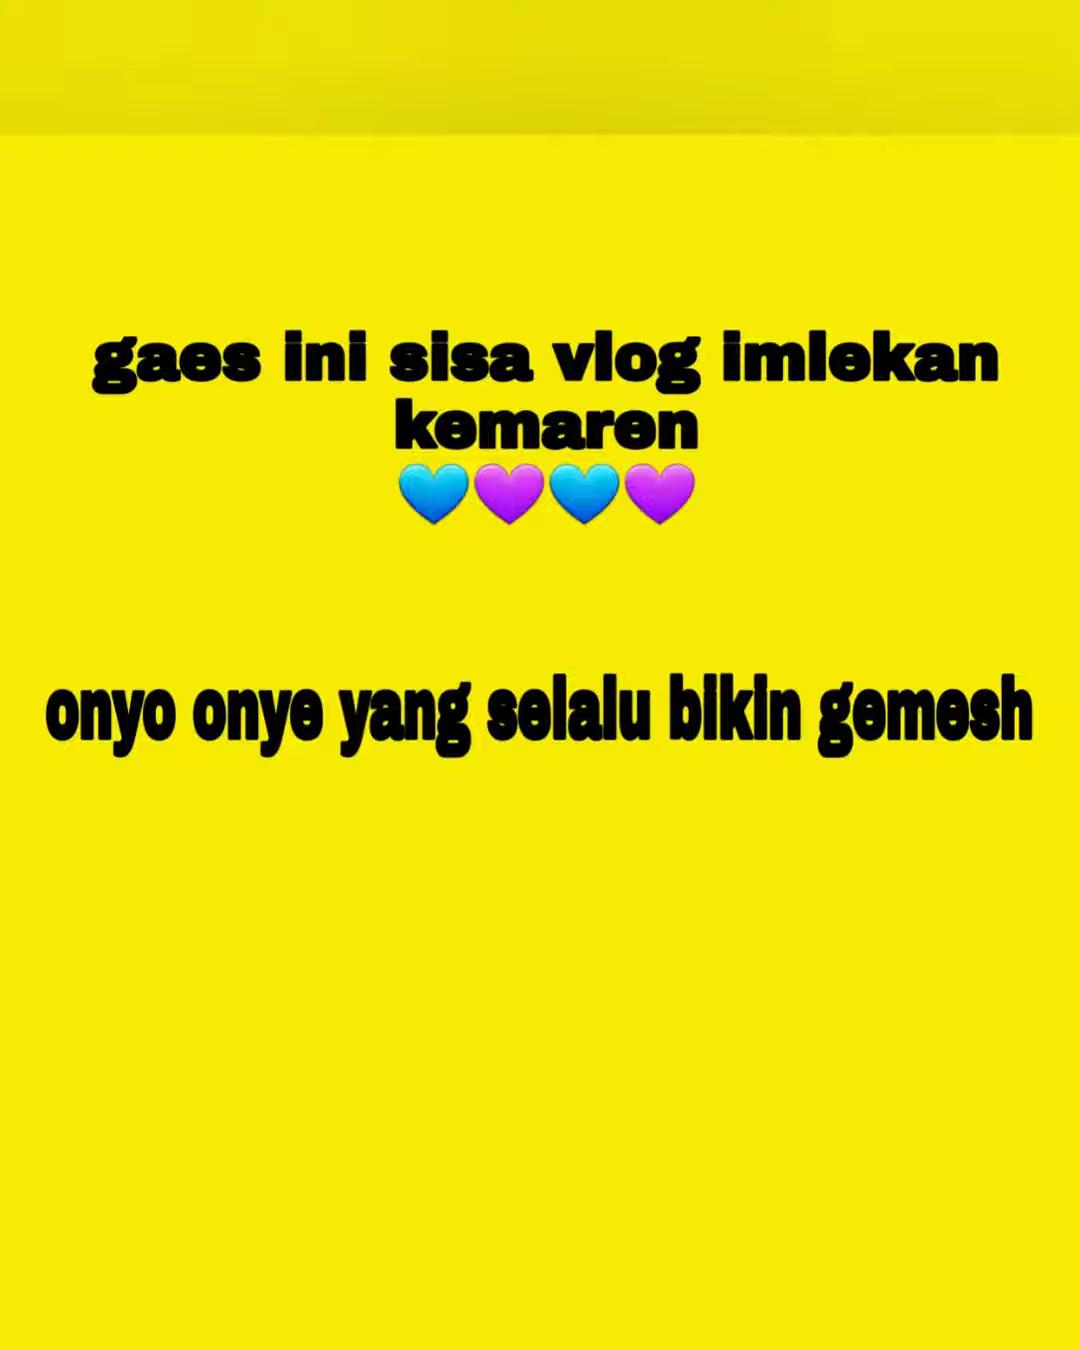 gaes ini sisa vlog imlekan
kemaren
💙💜💙💜
onyo onye yang selalu bikin gemesh